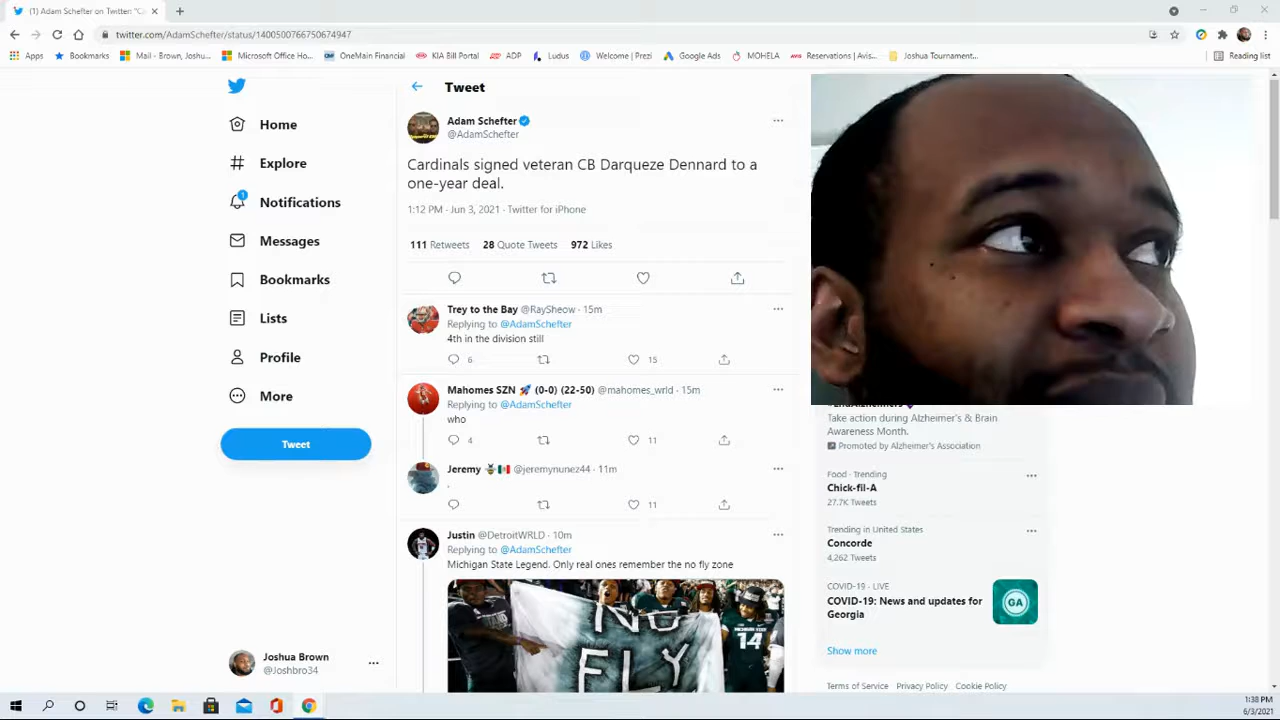 (1) Adam Schefter on Twitter: "Ca
twitter.com/AdamSchefter/status/1400500766750674947
Apps
Bookmarks
Mail - Brown, Joshu...
Microsoft Office Ho...
OneMain Financial
KIA Bill Portal
ADP
Ludus
Welcome | Prezi
Google Ads
MOHELA
Reservations | Avis...
Joshua Tournament...
Reading list
Home
Explore
1
Notifications
Messages
Bookmarks
Lists
Profile
More
Tweet
Joshua Brown
@Joshbro34
Tweet
Adam Schefter
@AdamSchefter
Cardinals signed veteran CB Darqueze Dennard to a
one-year deal.
1:12 PM · Jun 3, 2021 · Twitter for iPhone
111 Retweets 28 Quote Tweets 972 Likes
Trey to the Bay @RaySheow · 15m
Replying to @AdamSchefter
4th in the division still
6 15
Mahomes SZN 🚀 (0-0) (22-50) @mahomes_wrld · 15m
Replying to @AdamSchefter
who
4 11
Jeremy @jeremynunez44 · 11m
.
11
Justin @DetroitWRLD · 10m
Replying to @AdamSchefter
Michigan State Legend. Only real ones remember the no fly zone
NO
FLY
MICHIGAN STATE
14
Take action during Alzheimer's & Brain
Awareness Month.
Promoted by Alzheimer's Association
Food · Trending
Chick-fil-A
27.7K Tweets
Trending in United States
Concorde
4,262 Tweets
COVID-19 · LIVE
COVID-19: News and updates for
Georgia
GA
Show more
Terms of Service Privacy Policy Cookie Policy
1:38 PM
6/3/2021